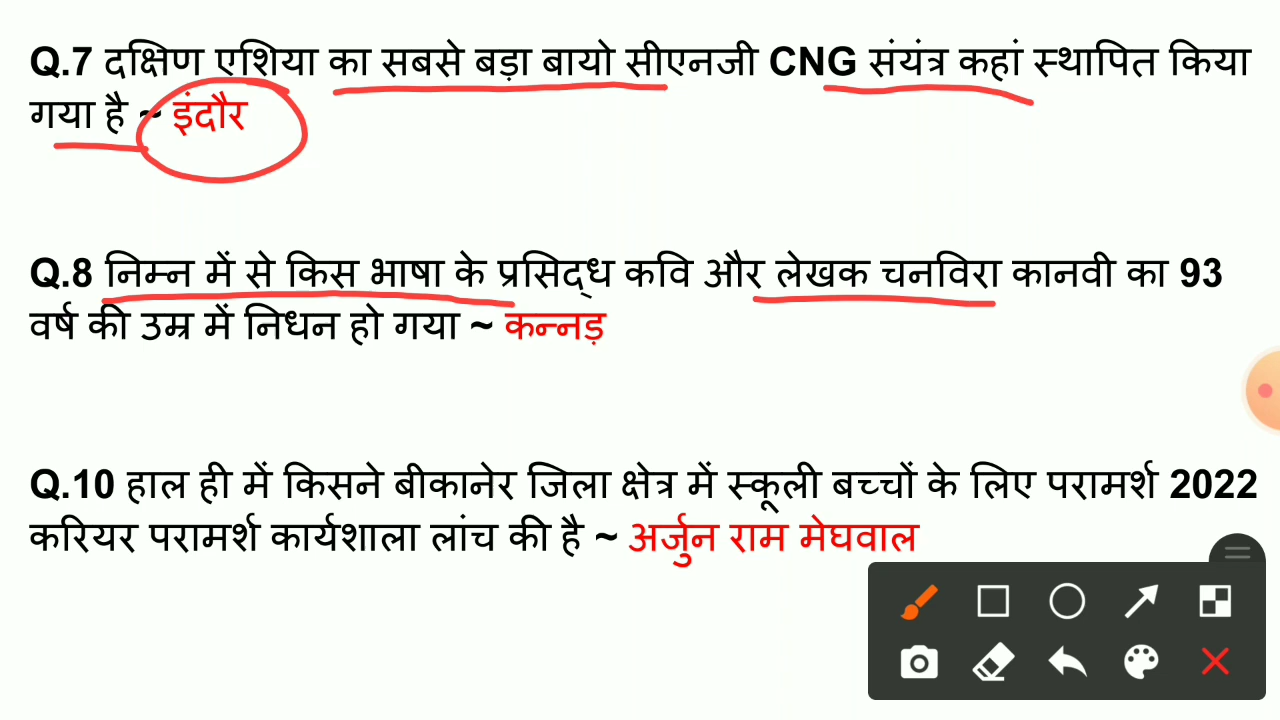 Q.7 दक्षिण एशिया का सबसे बड़ा बायो सीएनजी CNG संयंत्र कहां स्थापित किया
गया है ~ इंदौर
Q.8 निम्न में से किस भाषा के प्रसिद्ध कवि और लेखक चनविरा कानवी का 93
वर्ष की उम्र में निधन हो गया ~ कन्नड़
Q.10 हाल ही में किसने बीकानेर जिला क्षेत्र में स्कूली बच्चों के लिए परामर्श 2022
करियर परामर्श कार्यशाला लांच की है ~ अर्जुन राम मेघवाल